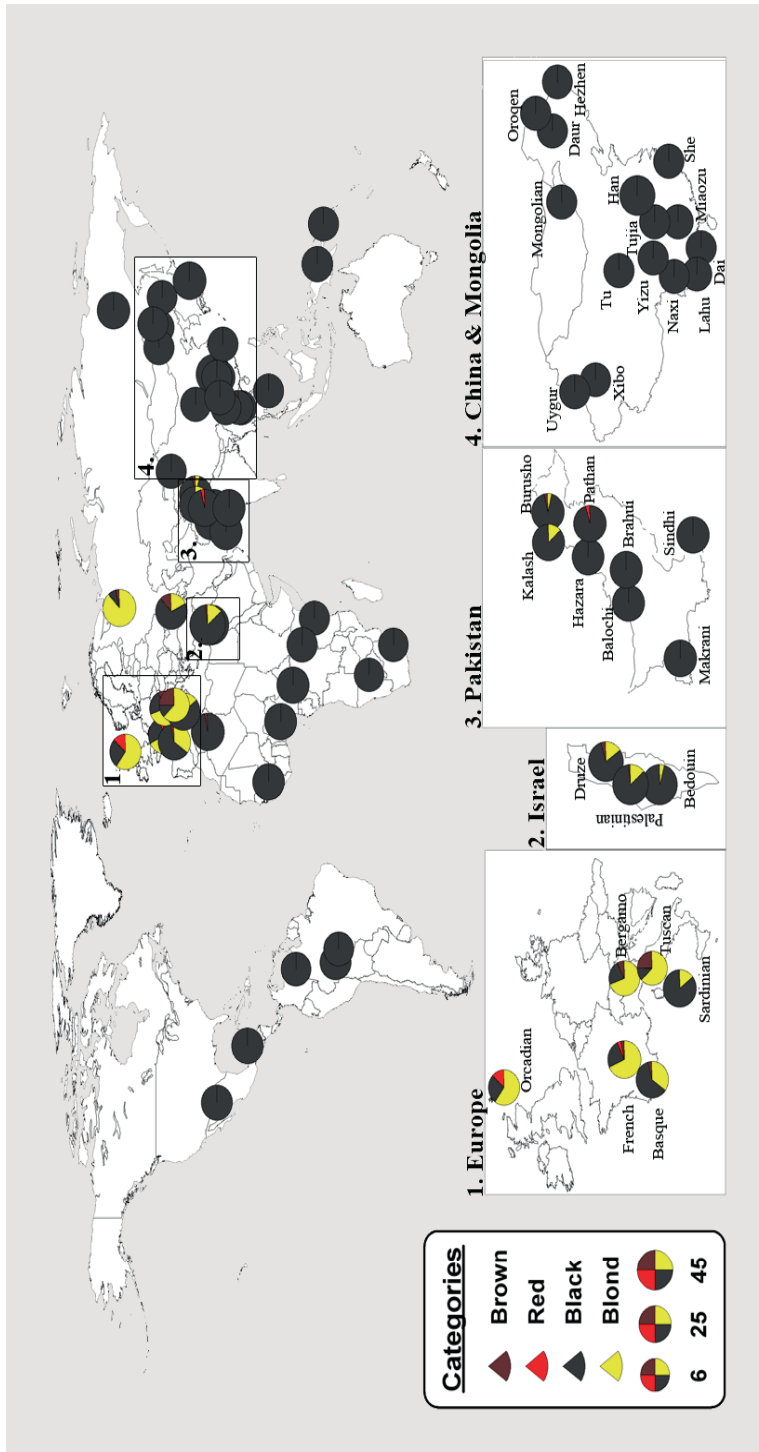 1.
2.
3.
4.
Categories
Brown
Red
Black
Blond
6 25 45
1. Europe
Orcadian
French
Basque
Bergamo
Tuscan
Sardinian
2. Israel
Druze
Palestinian
Bedouin
3. Pakistan
Burusho
Kalash
Pathan
Hazara
Brahui
Balochi
Sindhi
Makrani
4. China & Mongolia
Oroqen
Hezhen
Daur
Mongolian
Uygur
Xibo
Han
She
Tu
Tujia
Miaozu
Yizu
Naxi
Lahu
Dai